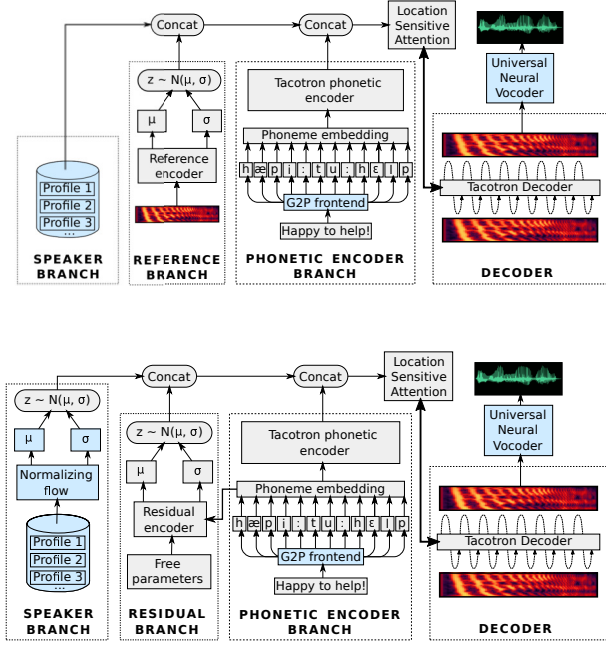 Concat
Concat
Location
Sensitive
Attention
z ~ N(μ, σ)
μ
σ
Reference
encoder
Tacotron phonetic
encoder
Phoneme embedding
h æ p i : t u : h ε l p
G2P frontend
Happy to help!
Universal
Neural
Vocoder
Tacotron Decoder
Profile 1
Profile 2
Profile 3
...
SPEAKER
BRANCH
REFERENCE
BRANCH
PHONETIC ENCODER
BRANCH
DECODER
Concat
Concat
Location
Sensitive
Attention
z ~ N(μ, σ)
μ
σ
Normalizing
flow
Profile 1
Profile 2
Profile 3
...
z ~ N(μ, σ)
μ
σ
Residual
encoder
Free
parameters
Tacotron phonetic
encoder
Phoneme embedding
h æ p i : t u : h ε l p
G2P frontend
Happy to help!
Universal
Neural
Vocoder
Tacotron Decoder
SPEAKER
BRANCH
RESIDUAL
BRANCH
PHONETIC ENCODER
BRANCH
DECODER